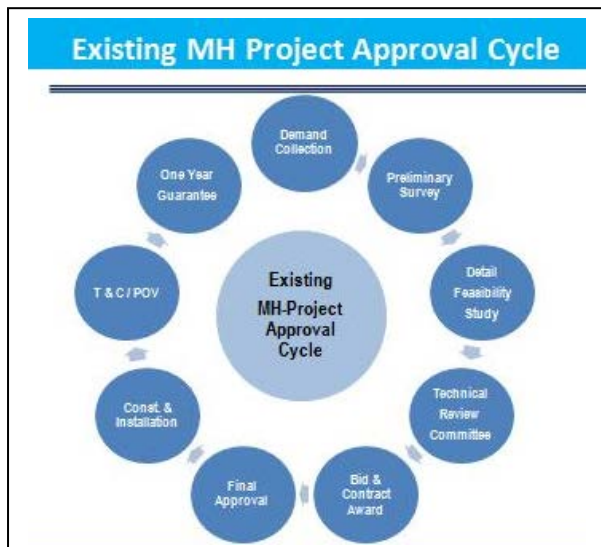 Existing MH Project Approval Cycle
Demand
Collection
Preliminary
Survey
Detail
Feasibility
Study
Technical
Review
Committee
Bid &
Contract
Award
Final
Approval
Const. &
Installation
T & C / POV
One Year
Guarantee
Existing
MH-Project
Approval
Cycle